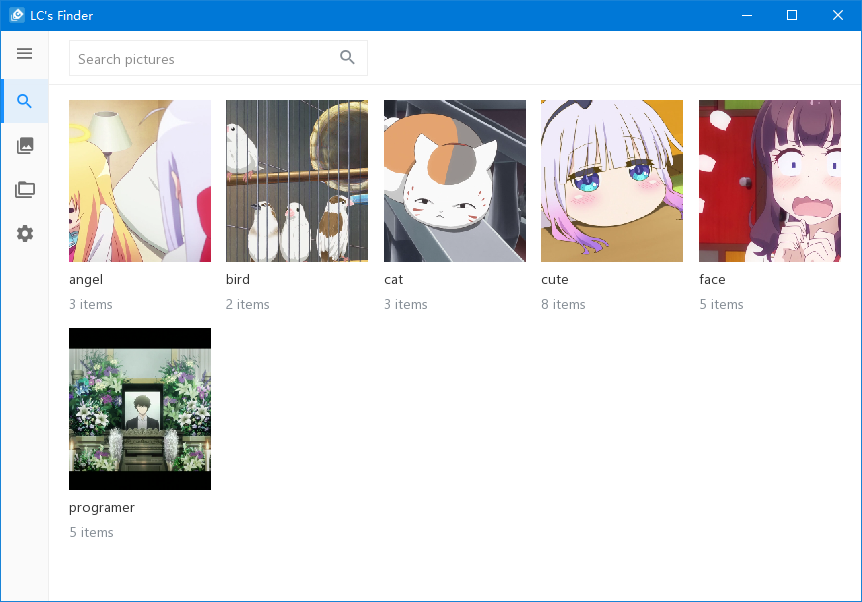 LC's Finder
Search pictures
angel
3 items
bird
2 items
cat
3 items
cute
8 items
face
5 items
programer
5 items